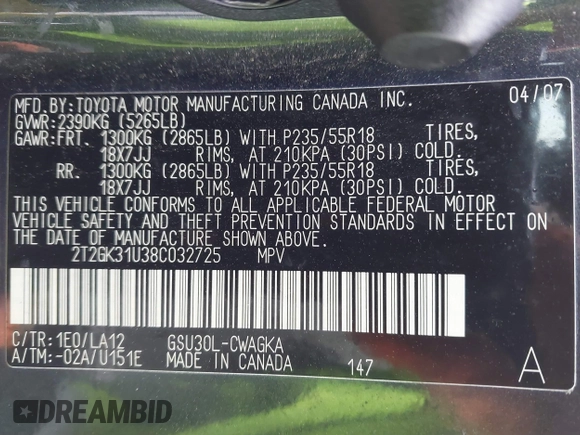 MFD.BY:TOYOTA MOTOR MANUFACTURING CANADA INC. 04/07
GVWR:2390KG (5265LB)
GAWR:FRT. 1300KG (2865LB) WITH P235/55R18 TIRES,
18X7JJ RIMS, AT 210KPA (30PSI) COLD.
RR. 1300KG (2865LB) WITH P235/55R18 TIRES,
18X7JJ RIMS, AT 210KPA (30PSI) COLD.
THIS VEHICLE CONFORMS TO ALL APPLICABLE FEDERAL MOTOR
VEHICLE SAFETY AND THEFT PREVENTION STANDARDS IN EFFECT ON
THE DATE OF MANUFACTURE SHOWN ABOVE.
2T2GK31U38C032725 MPV
C/TR:1E0/LA12 GSU30L-CWAGKA
A/TM:-02A/U151E MADE IN CANADA 147 A
DREAMBID